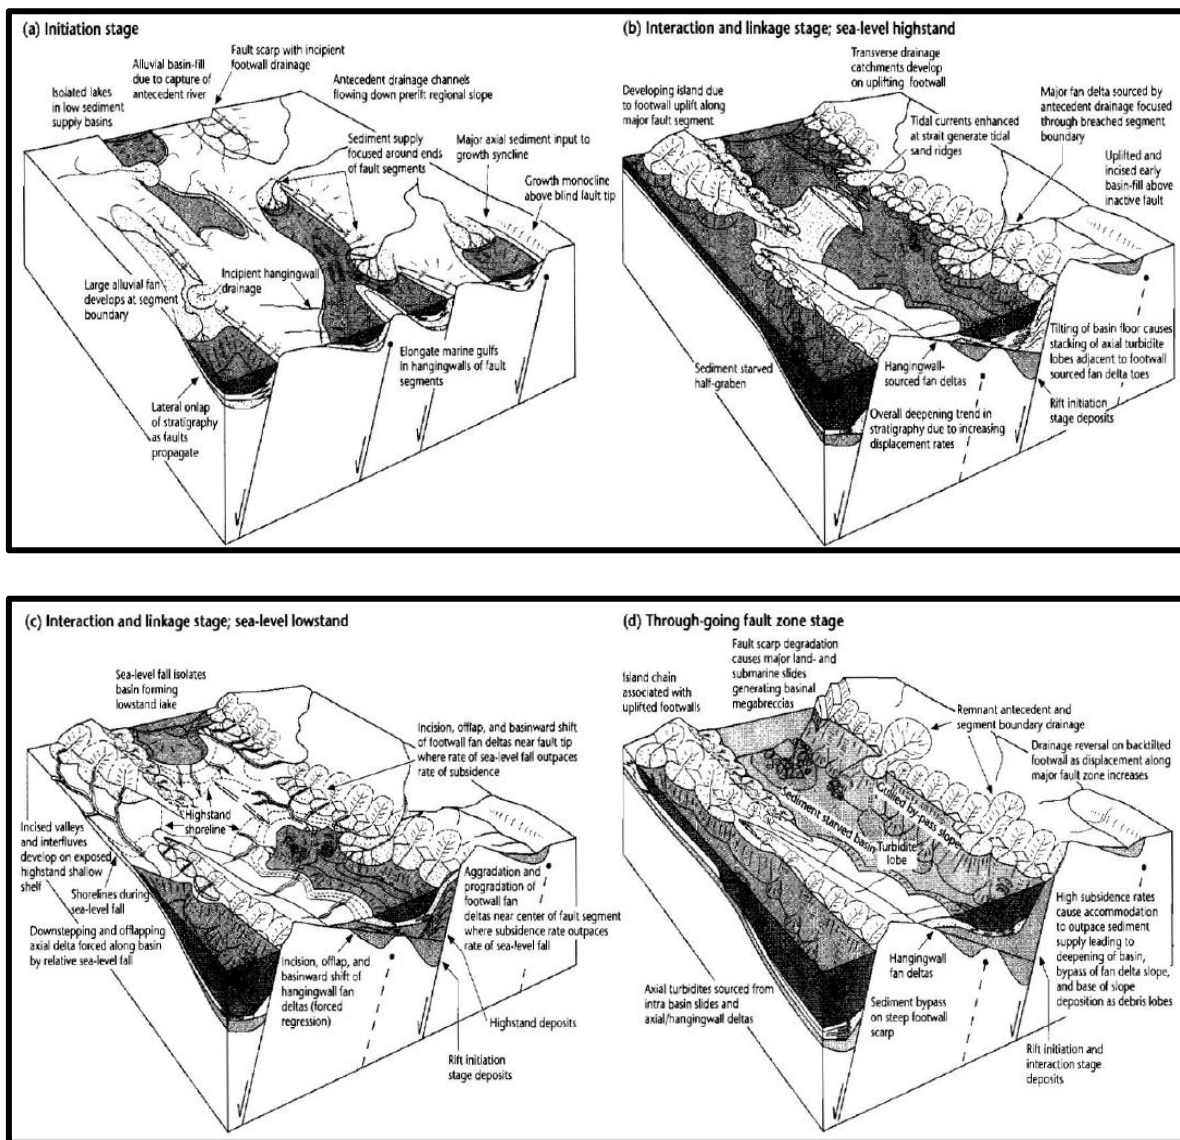 (a) Initiation stage
Fault scarp with incipient
footwall drainage
Alluvial basin-fill
due to capture of
antecedent river
Antecedent drainage channels
flowing down prerift regional slope
Isolated lakes
in low sediment
supply basins
Sediment supply
focused around ends
of fault segments
Major axial sediment input to
growth syncline
Growth monocline
above blind fault tip
Large alluvial fan
develops at segment
boundary
Incipient hangingwall
drainage
Elongate marine gulfs
in hangingwalls of fault
segments
Lateral onlap
of stratigraphy
as faults
propagate
(b) Interaction and linkage stage; sea-level highstand
Transverse drainage
catchments develop
on uplifting footwall
Developing island due
to footwall uplift along
major fault segment
Major fan delta sourced by
antecedent drainage focused
through breached segment
boundary
Tidal currents enhanced
at strait generate tidal
sand ridges
Uplifted and
incised early
basin-fill above
inactive fault
Sediment starved
half-graben
Hangingwall-
sourced fan deltas
Tilting of basin floor causes
stacking of axial turbidite
lobes adjacent to footwall
sourced fan delta toes
Overall deepening trend in
stratigraphy due to increasing
displacement rates
Rift initiation
stage deposits
(c) Interaction and linkage stage; sea-level lowstand
Sea-level fall isolates
basin forming
lowstand lake
Incision, offlap, and basinward shift
of footwall fan deltas near fault tip
where rate of sea-level fall outpaces
rate of subsidence
Highstand
shoreline
Incised valleys
and interfluves
develop on exposed
highstand shallow
shelf
Shorelines during
sea-level fall
Downstepping and offlapping
axial delta forced along basin
by relative sea-level fall
Aggradation and
progradation of
footwall fan
deltas near center of fault segment
where subsidence rate outpaces
rate of sea-level fall
Incision, offlap, and
basinward shift of
hangingwall fan
deltas (forced
regression)
Highstand deposits
Rift initiation
stage deposits
(d) Through-going fault zone stage
Fault scarp degradation
causes major land- and
submarine slides
generating basinal
megabreccias
Island chain
associated with
uplifted footwalls
Remnant antecedent and
segment boundary drainage
Drainage reversal on backtilted
footwall as displacement along
major fault zone increases
Gullied bypass slope
Sediment starved basin
Turbidite
lobe
High subsidence rates
cause accommodation
to outpace sediment
supply leading to
deepening of basin,
bypass of fan delta slope,
and base of slope
deposition as debris lobes
Hangingwall
fan deltas
Axial turbidites sourced from
intra basin slides and
axial/hangingwall deltas
Sediment bypass
on steep footwall
scarp
Rift initiation and
interaction stage
deposits